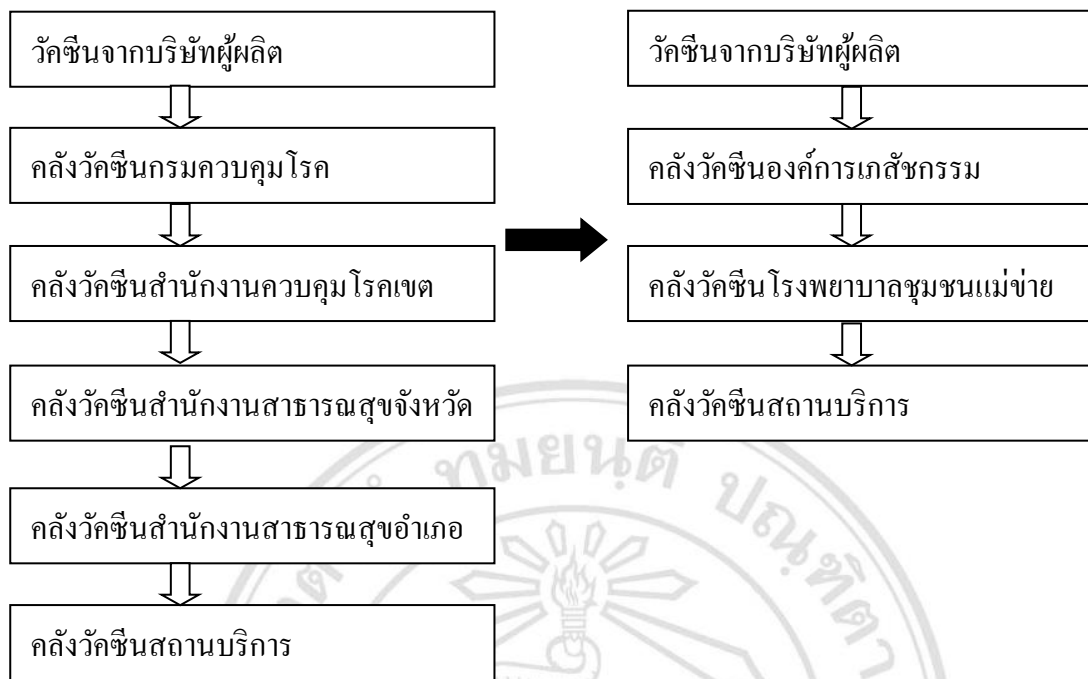 วัคซีนจากบริษัทผู้ผลิต
คลังวัคซีนกรมควบคุมโรค
คลังวัคซีนสำนักงานควบคุมโรคเขต
คลังวัคซีนสำนักงานสาธารณสุขจังหวัด
คลังวัคซีนสำนักงานสาธารณสุขอำเภอ
คลังวัคซีนสถานบริการ
วัคซีนจากบริษัทผู้ผลิต
คลังวัคซีนองค์การเภสัชกรรม
คลังวัคซีนโรงพยาบาลชุมชนแม่ข่าย
คลังวัคซีนสถานบริการ
ทมยนฺติ ปณฺฑิตา